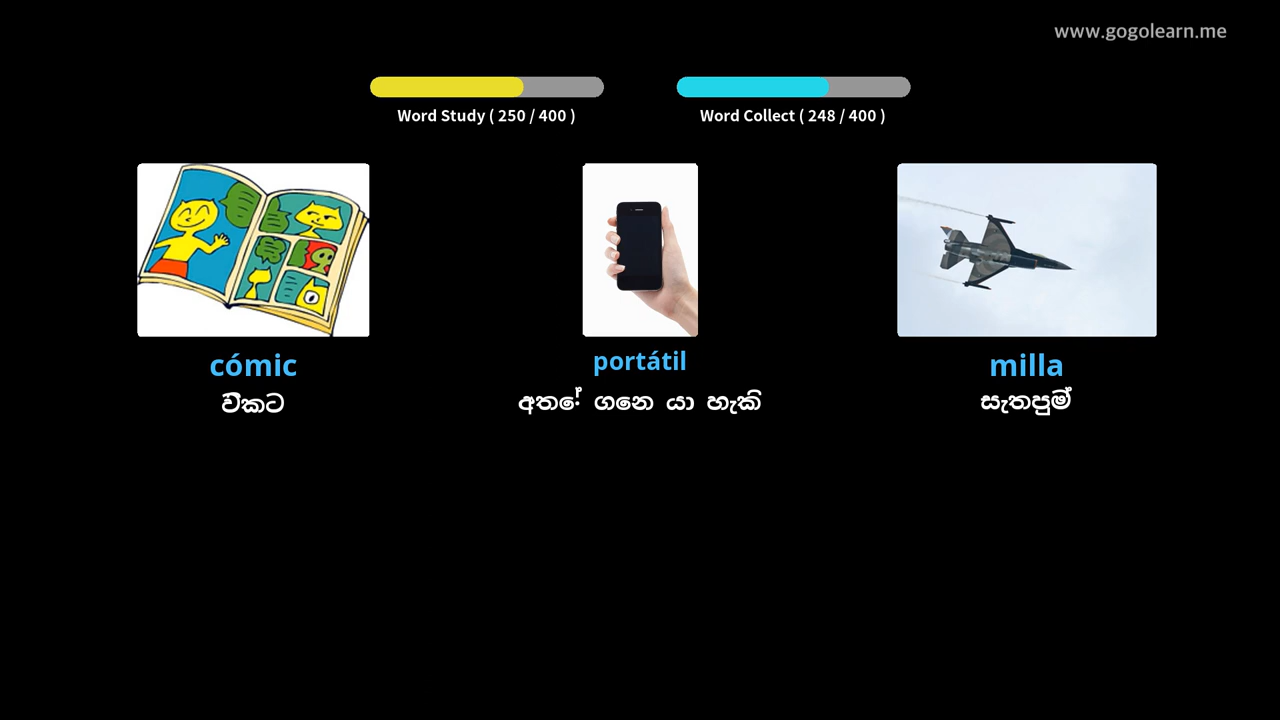 www.gogolearn.me
Word Study ( 250 / 400 )
Word Collect ( 248 / 400 )
cómic
විකට
portátil
අතේ ගෙන යා හැකි
milla
සැතපුම්